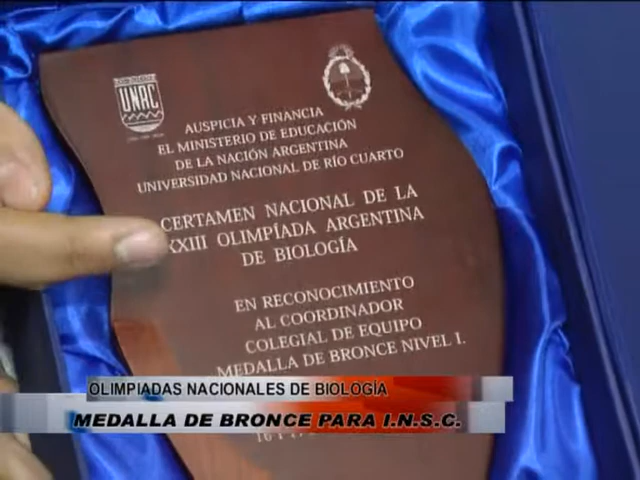 UNRC
AUSPICIA Y FINANCIA
EL MINISTERIO DE EDUCACIÓN
DE LA NACIÓN ARGENTINA
UNIVERSIDAD NACIONAL DE RÍO CUARTO
CERTAMEN NACIONAL DE LA
XXIII OLIMPÍADA ARGENTINA
DE BIOLOGÍA
EN RECONOCIMIENTO
AL COORDINADOR
COLEGIAL DE EQUIPO
MEDALLA DE BRONCE NIVEL I.
OLIMPIADAS NACIONALES DE BIOLOGÍA
MEDALLA DE BRONCE PARA I.N.S.C.